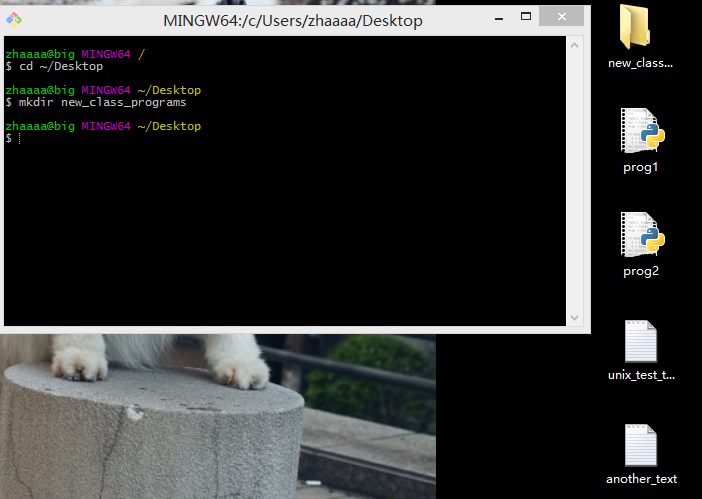 MINGW64:/c/Users/zhaaaa/Desktop
zhaaaa@big MINGW64 /
$ cd ~/Desktop
zhaaaa@big MINGW64 ~/Desktop
$ mkdir new_class_programs
zhaaaa@big MINGW64 ~/Desktop
$
new_class...
prog1
prog2
unix_test_t...
another_text